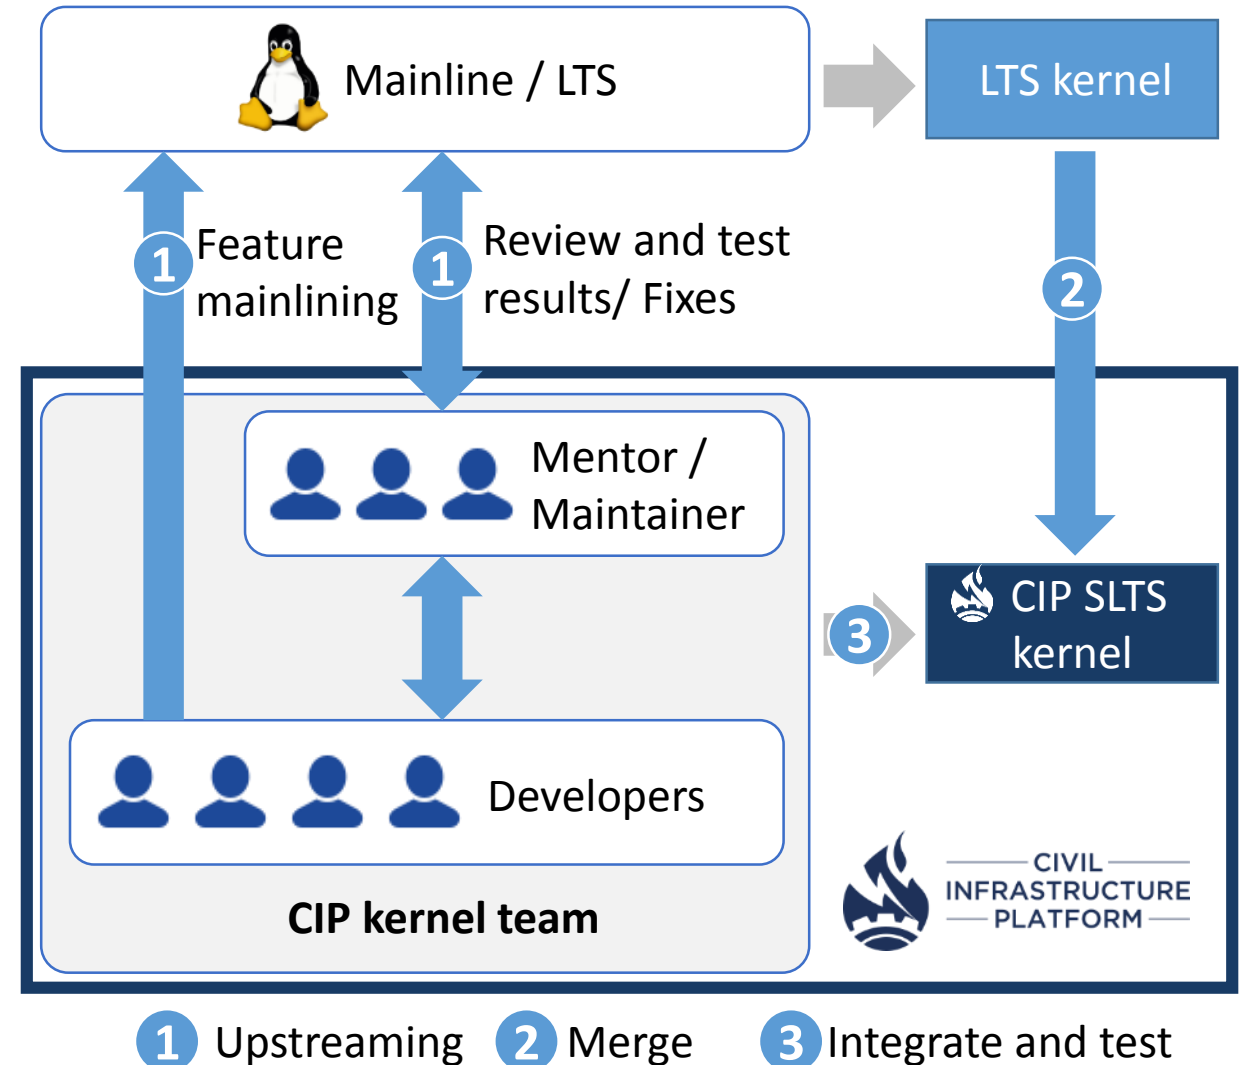 Mainline / LTS
LTS kernel
1
Feature
mainlining
1
Review and test
results/ Fixes
2
Mentor /
Maintainer
CIP SLTS
kernel
3
Developers
CIP kernel team
CIVIL
INFRASTRUCTURE
PLATFORM
1 Upstreaming
2 Merge
3 Integrate and test